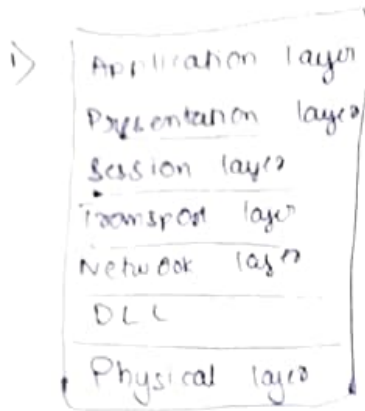 1) Application layer
Presentation layer
Session layer
Transport layer
Network layer
DLL
Physical layer